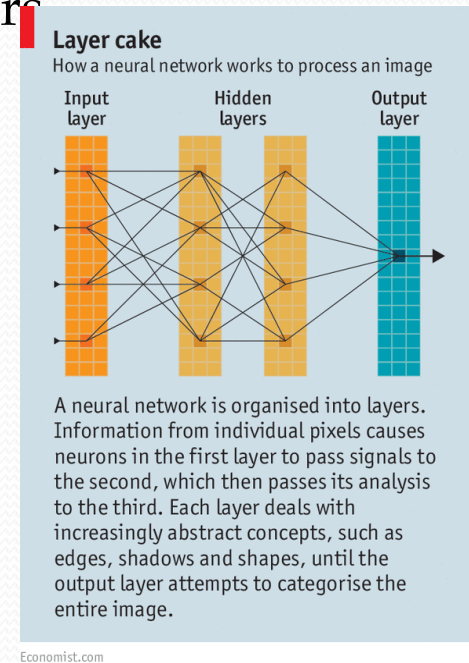 Layer cake
How a neural network works to process an image
Input layer
Hidden layers
Output layer
A neural network is organised into layers.
Information from individual pixels causes
neurons in the first layer to pass signals to
the second, which then passes its analysis
to the third. Each layer deals with
increasingly abstract concepts, such as
edges, shadows and shapes, until the
output layer attempts to categorise the
entire image.
Economist.com